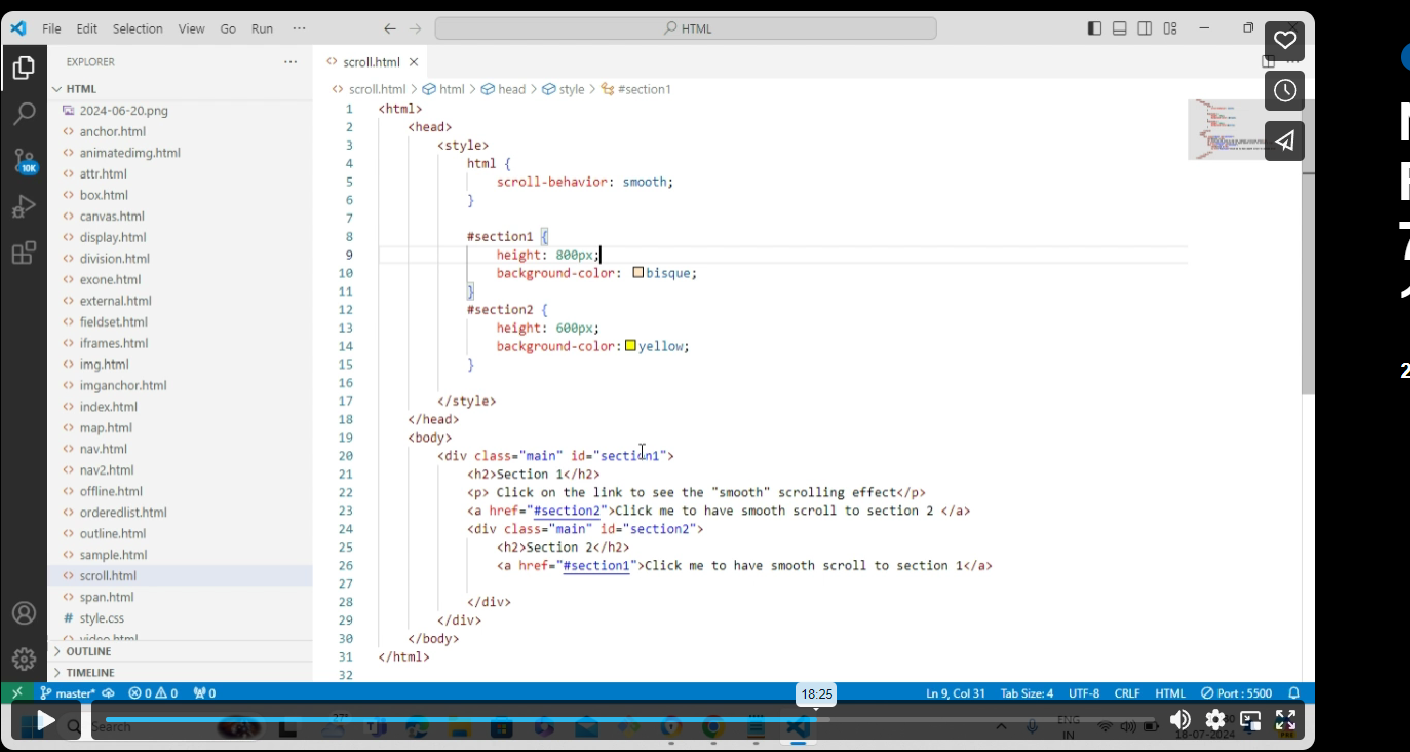 File Edit Selection View Go Run ···
HTML
EXPLORER ···
HTML
2024-06-20.png
anchor.html
animatedimg.html
attr.html
box.html
canvas.html
display.html
division.html
exone.html
external.html
fieldset.html
iframes.html
img.html
imganchor.html
index.html
map.html
nav.html
nav2.html
offline.html
orderedlist.html
outline.html
sample.html
scroll.html
span.html
# style.css
video.html
OUTLINE
TIMELINE
10K
scroll.html ×
scroll.html > html > head > style > #section1
1 <html>
2 <head>
3 <style>
4 html {
5 scroll-behavior: smooth;
6 }
7
8 #section1 {
9 height: 800px;
10 background-color: bisque;
11 }
12 #section2 {
13 height: 600px;
14 background-color:yellow;
15 }
16
17 </style>
18 </head>
19 <body>
20 <div class="main" id="section1">
21 <h2>Section 1</h2>
22 <p> Click on the link to see the "smooth" scrolling effect</p>
23 <a href="#section2">Click me to have smooth scroll to section 2 </a>
24 <div class="main" id="section2">
25 <h2>Section 2</h2>
26 <a href="#section1">Click me to have smooth scroll to section 1</a>
27
28 </div>
29 </div>
30 </body>
31 </html>
32
master* 0 0 0
Ln 9, Col 31 Tab Size: 4 UTF-8 CRLF HTML Port : 5500
18:25
Search
27°
ENG
IN
18-07-2024